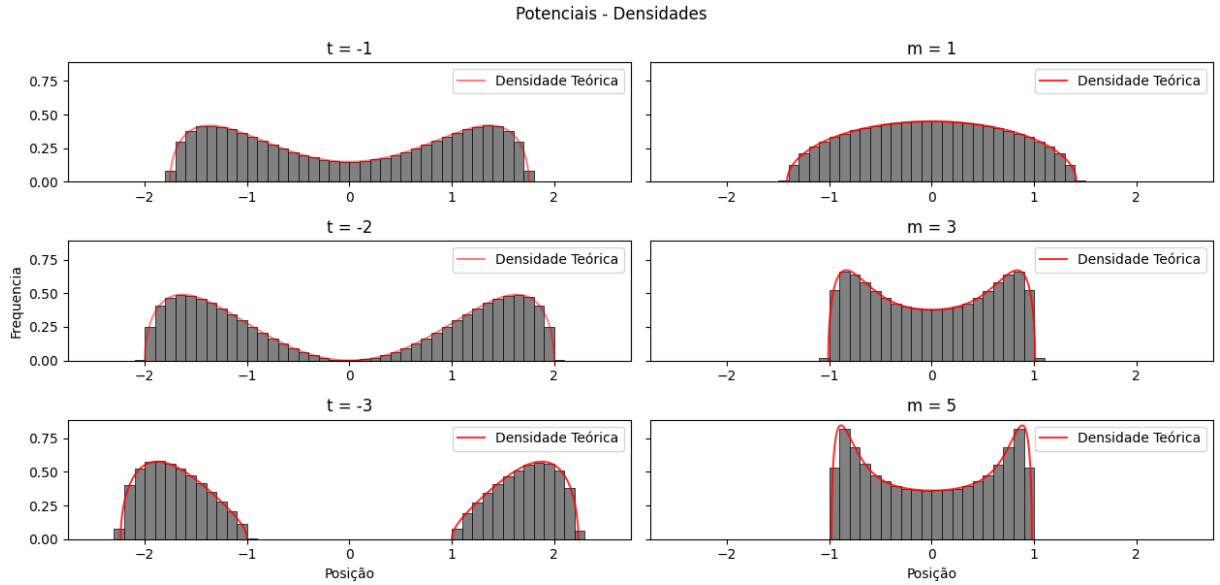 Potenciais - Densidades
t = -1
0.75
0.50
0.25
0.00
Densidade Teórica
−2 −1 0 1 2
m = 1
Densidade Teórica
−2 −1 0 1 2
t = -2
Frequencia
0.75
0.50
0.25
0.00
Densidade Teórica
−2 −1 0 1 2
m = 3
Densidade Teórica
−2 −1 0 1 2
t = -3
0.75
0.50
0.25
0.00
Densidade Teórica
−2 −1 0 1 2
Posição
m = 5
Densidade Teórica
−2 −1 0 1 2
Posição